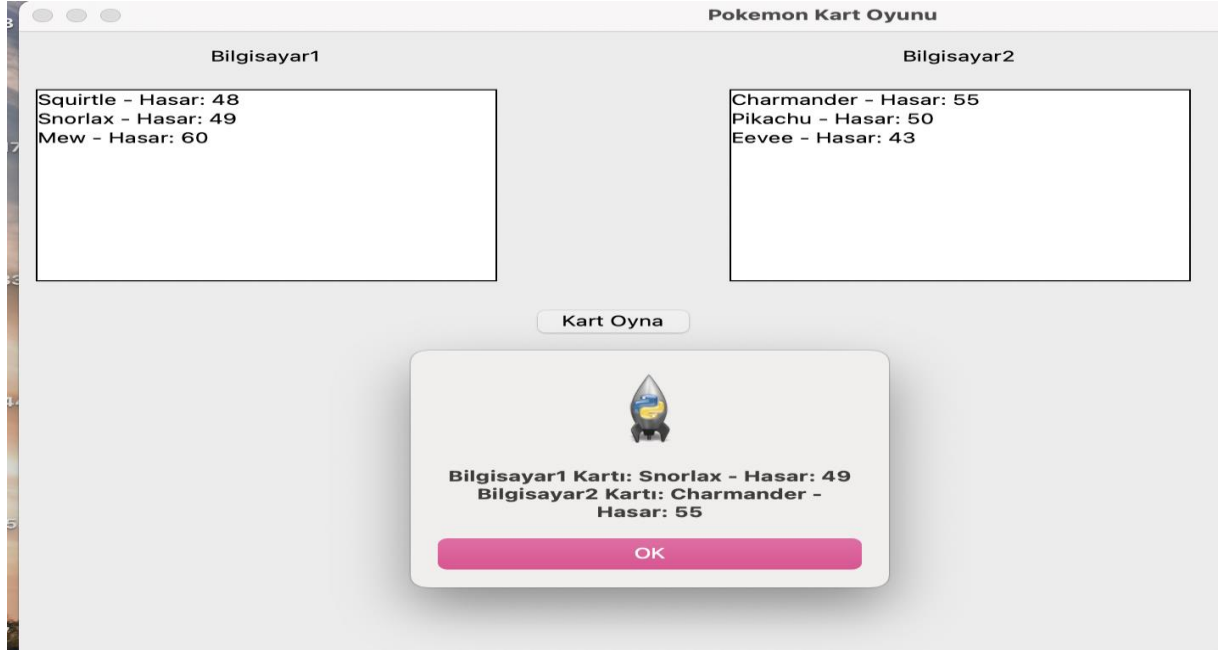 Pokemon Kart Oyunu
Bilgisayar1
Squirtle - Hasar: 48
Snorlax - Hasar: 49
Mew - Hasar: 60
Bilgisayar2
Charmander - Hasar: 55
Pikachu - Hasar: 50
Eevee - Hasar: 43
Kart Oyna
Bilgisayar1 Kartı: Snorlax - Hasar: 49
Bilgisayar2 Kartı: Charmander -
Hasar: 55
OK